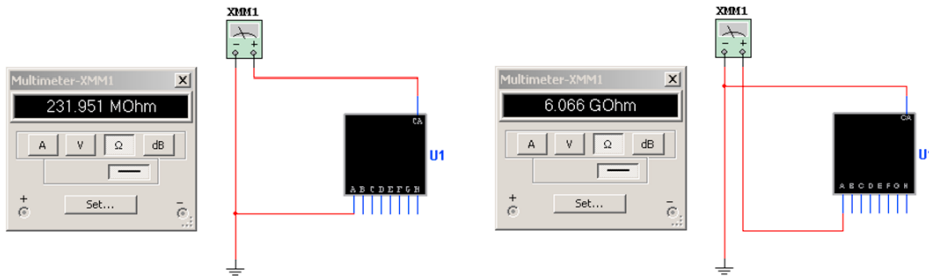 XMM1
Multimeter-XMM1
231.951 MOhm
A V Ω dB
Set...
+ -
CA
U1
A B C D E F G H
XMM1
Multimeter-XMM1
6.066 GOhm
A V Ω dB
Set...
+ -
CA
A B C D E F G H